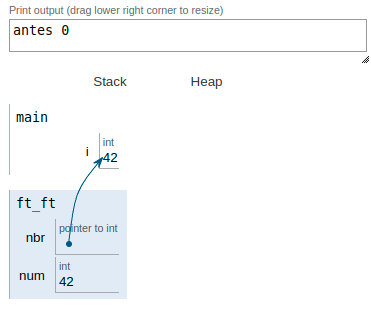 Print output (drag lower right corner to resize)
antes 0
Stack Heap
main
int
i 42
ft_ft
pointer to int
nbr
int
num 42